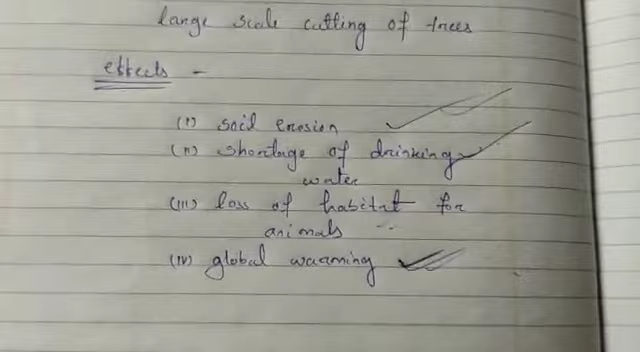 large scale cutting of trees
effects -
(i) soil erosion
(ii) shortage of drinking
water
(iii) loss of habitat for
animals
(iv) global waarming